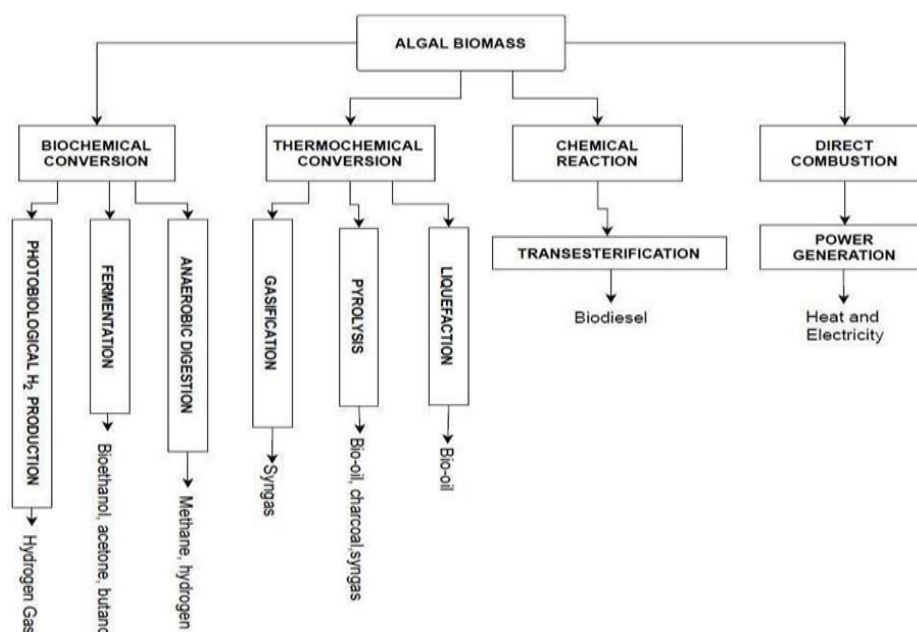 ALGAL BIOMASS
BIOCHEMICAL
CONVERSION
THERMOCHEMICAL
CONVERSION
CHEMICAL
REACTION
DIRECT
COMBUSTION
PHOTOBIOLOGICAL H₂ PRODUCTION
FERMENTATION
ANAEROBIC DIGESTION
GASIFICATION
PYROLYSIS
LIQUEFACTION
TRANSESTERIFICATION
POWER
GENERATION
Hydrogen Gas
Bioethanol, acetone,
Methane, hydrogen
Syngas
Bio-oil, charcoal,syngas
Bio-oil
Biodiesel
Heat and
Electricity